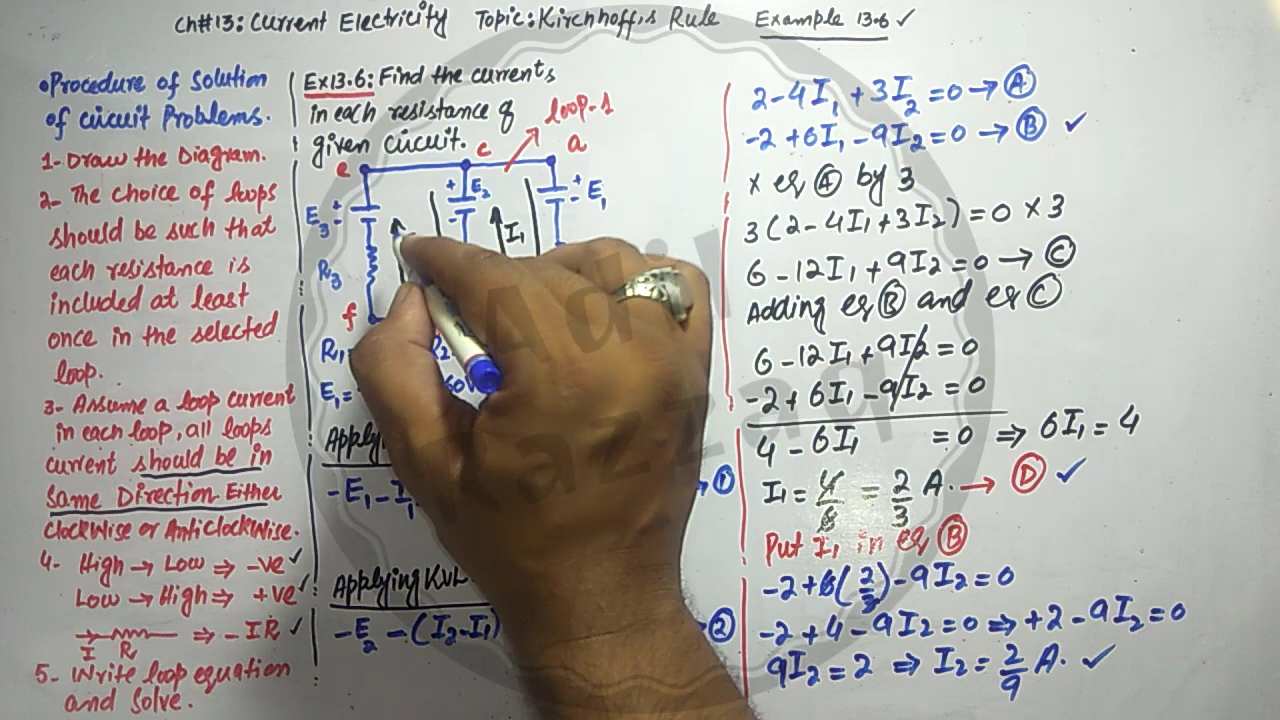 Ch#13: Current Electricity Topic: Kirchhoff,s Rule Example 13.6 ✓
•Procedure of Solution
of circuit Problems.
1- Draw the Diagram.
2- The choice of loops
should be such that
each resistance is
included at least
once in the selected
loop.
3- Assume a loop current
in each loop, all loops
current should be in
Same Direction Either
Clockwise or AntiClockwise.
4- High → Low ⇒ -ve ✓
Low → High ⇒ +ve ✓
I R ⇒ - IR ✓
5- Write loop equation
and solve.
Ex13.6: Find the currents
in each resistance of
given circuit.
loop-1
e c a
E3 + -
+ E2 -
+ - E1
I1
R3
f
R1= R2
E1= 50V
Applyi
-E1 - I1 → ①
Applying KVL
-E2 - (I2-I1) ②
2-4I1 + 3I2 = 0 → Ⓐ
-2 + 6I1 - 9I2 = 0 → Ⓑ ✓
x eq Ⓐ by 3
3(2-4I1+3I2) = 0 x 3
6-12I1+9I2 = 0 → Ⓒ
Adding eq Ⓑ and eq Ⓒ
6-12I1+9I2 = 0
-2+6I1-9I2 = 0
4 - 6I1 = 0 ⇒ 6I1 = 4
I1 = 4/6 = 2/3 A. → Ⓓ ✓
Put I1 in eq Ⓑ
-2+6(2/3)-9I2=0
-2+4-9I2=0 ⇒ +2-9I2=0
9I2=2 ⇒ I2 = 2/9 A. ✓
Adil
Razzaq